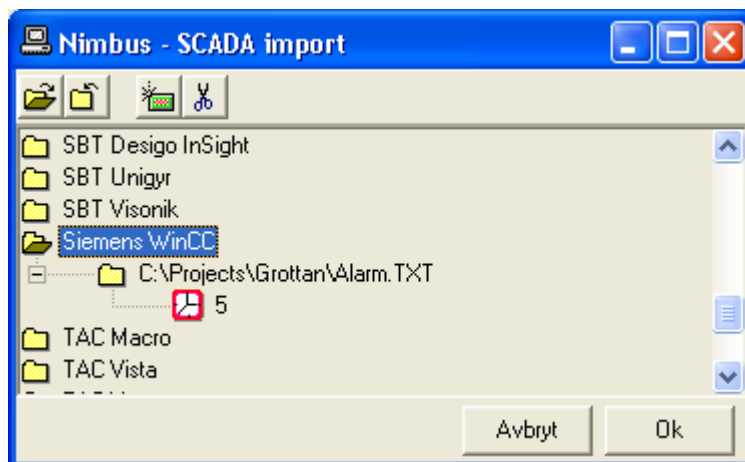 Nimbus - SCADA import
SBT Desigo InSight
SBT Unigyr
SBT Visonik
Siemens WinCC
C:\Projects\Grottan\Alarm.TXT
5
TAC Macro
TAC Vista
Avbryt Ok